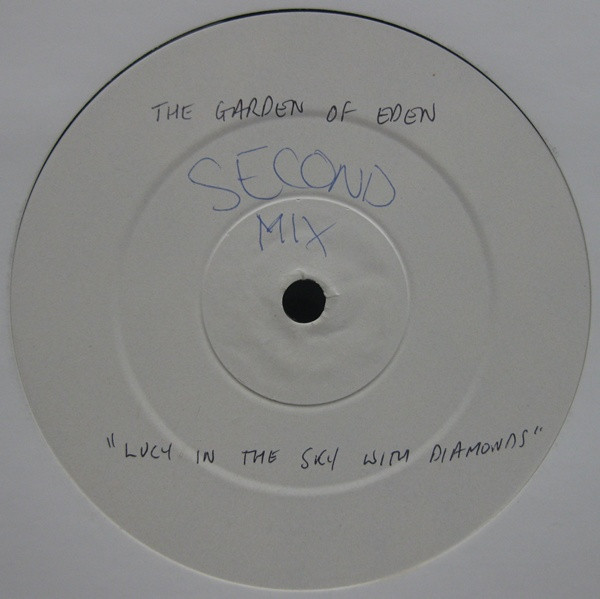 THE GARDEN OF EDEN
SECOND
MIX
"LUCY IN THE SKY WITH DIAMONDS"